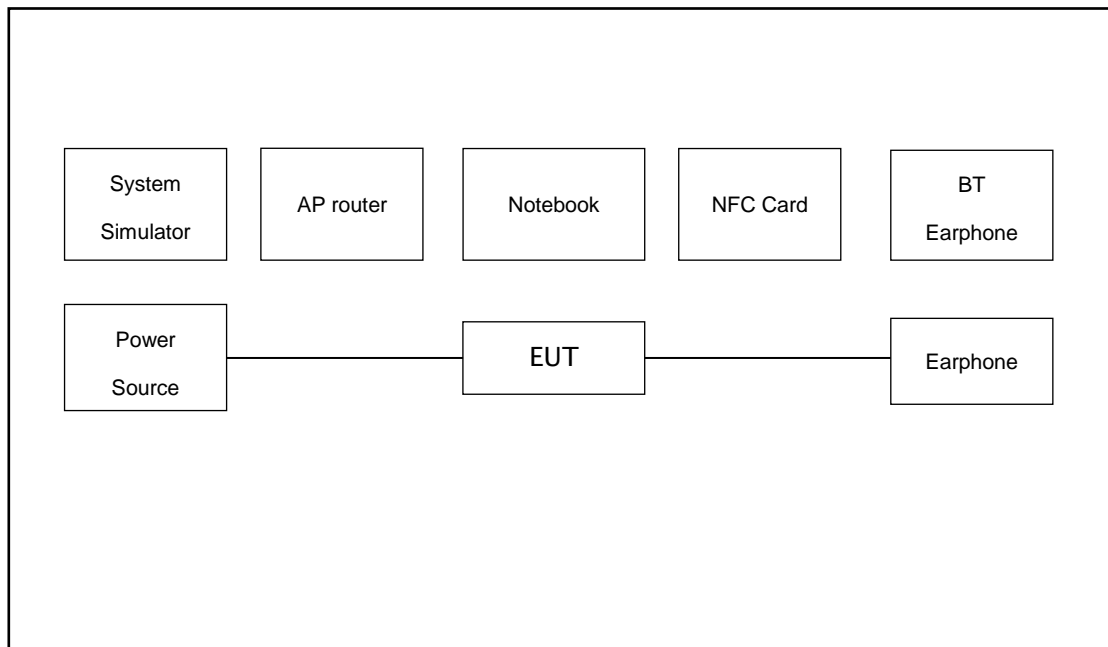 System
Simulator
AP router
Notebook
NFC Card
BT
Earphone
Power
Source
EUT
Earphone